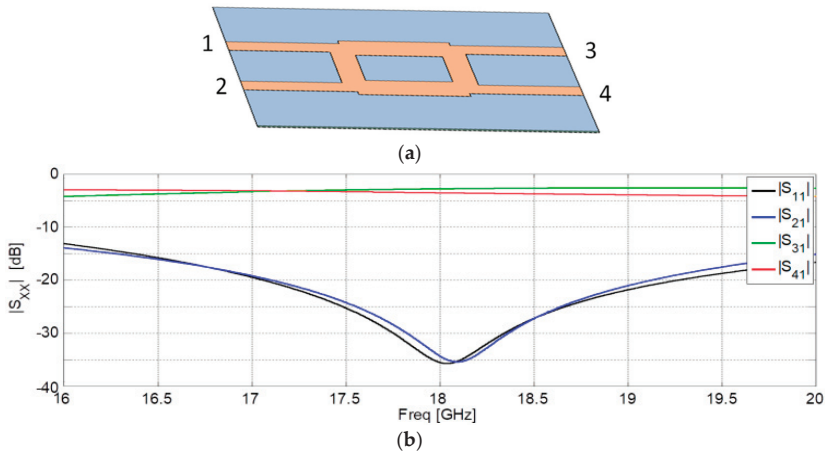 1
2
3
4
(a)
|S11|
|S21|
|S31|
|S41|
0
-10
-20
-30
-40
|SXX| [dB]
16 16.5 17 17.5 18 18.5 19 19.5 20
Freq [GHz]
(b)